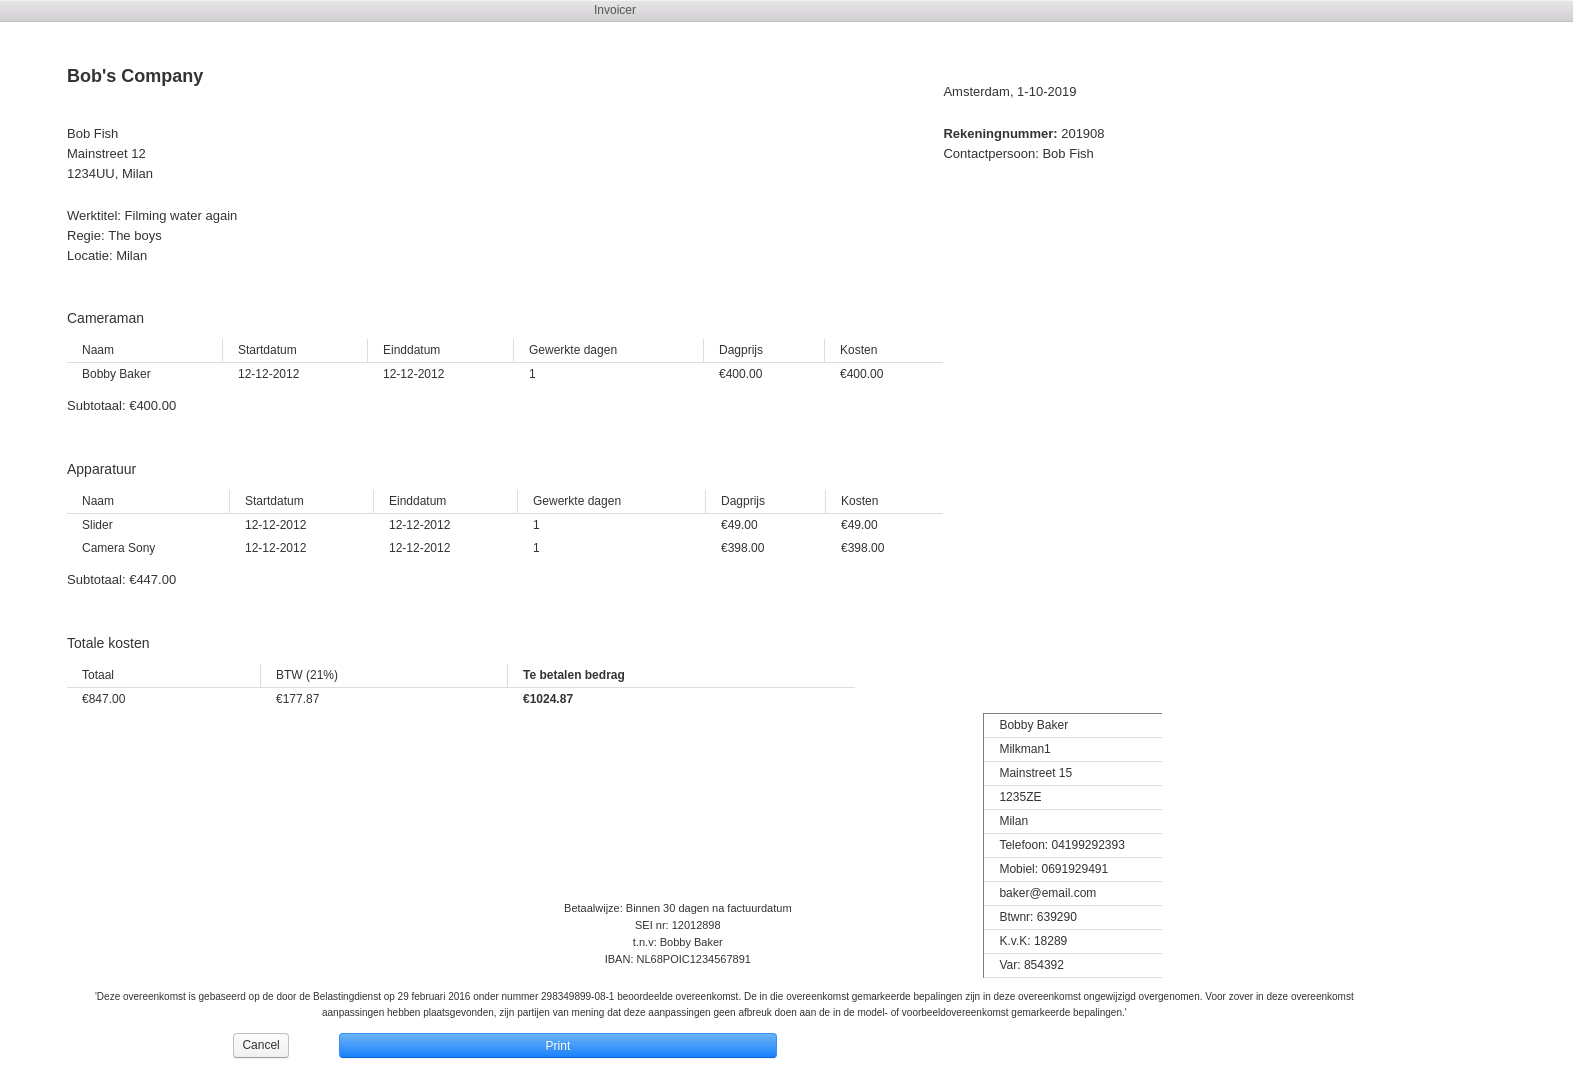 Invoicer
Bob's Company
Amsterdam, 1-10-2019
Bob Fish
Mainstreet 12
1234UU, Milan
Rekeningnummer: 201908
Contactpersoon: Bob Fish
Werktitel: Filming water again
Regie: The boys
Locatie: Milan
Cameraman
Naam Startdatum Einddatum Gewerkte dagen Dagprijs Kosten
Bobby Baker 12-12-2012 12-12-2012 1 €400.00 €400.00
Subtotaal: €400.00
Apparatuur
Naam Startdatum Einddatum Gewerkte dagen Dagprijs Kosten
Slider 12-12-2012 12-12-2012 1 €49.00 €49.00
Camera Sony 12-12-2012 12-12-2012 1 €398.00 €398.00
Subtotaal: €447.00
Totale kosten
Totaal BTW (21%) Te betalen bedrag
€847.00 €177.87 €1024.87
Bobby Baker
Milkman1
Mainstreet 15
1235ZE
Milan
Telefoon: 04199292393
Mobiel: 0691929491
baker@email.com
Btwnr: 639290
K.v.K: 18289
Var: 854392
Betaalwijze: Binnen 30 dagen na factuurdatum
SEI nr: 12012898
t.n.v: Bobby Baker
IBAN: NL68POIC1234567891
'Deze overeenkomst is gebaseerd op de door de Belastingdienst op 29 februari 2016 onder nummer 298349899-08-1 beoordeelde overeenkomst. De in die overeenkomst gemarkeerde bepalingen zijn in deze overeenkomst ongewijzigd overgenomen. Voor zover in deze overeenkomst
aanpassingen hebben plaatsgevonden, zijn partijen van mening dat deze aanpassingen geen afbreuk doen aan de in de model- of voorbeeldovereenkomst gemarkeerde bepalingen.'
Cancel
Print